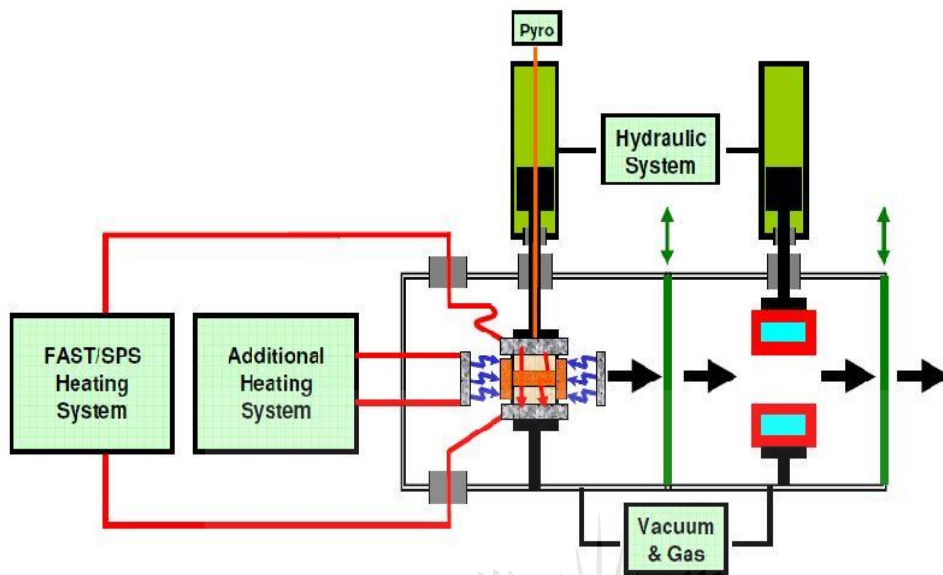 Pyro
Hydraulic
System
FAST/SPS
Heating
System
Additional
Heating
System
Vacuum
& Gas